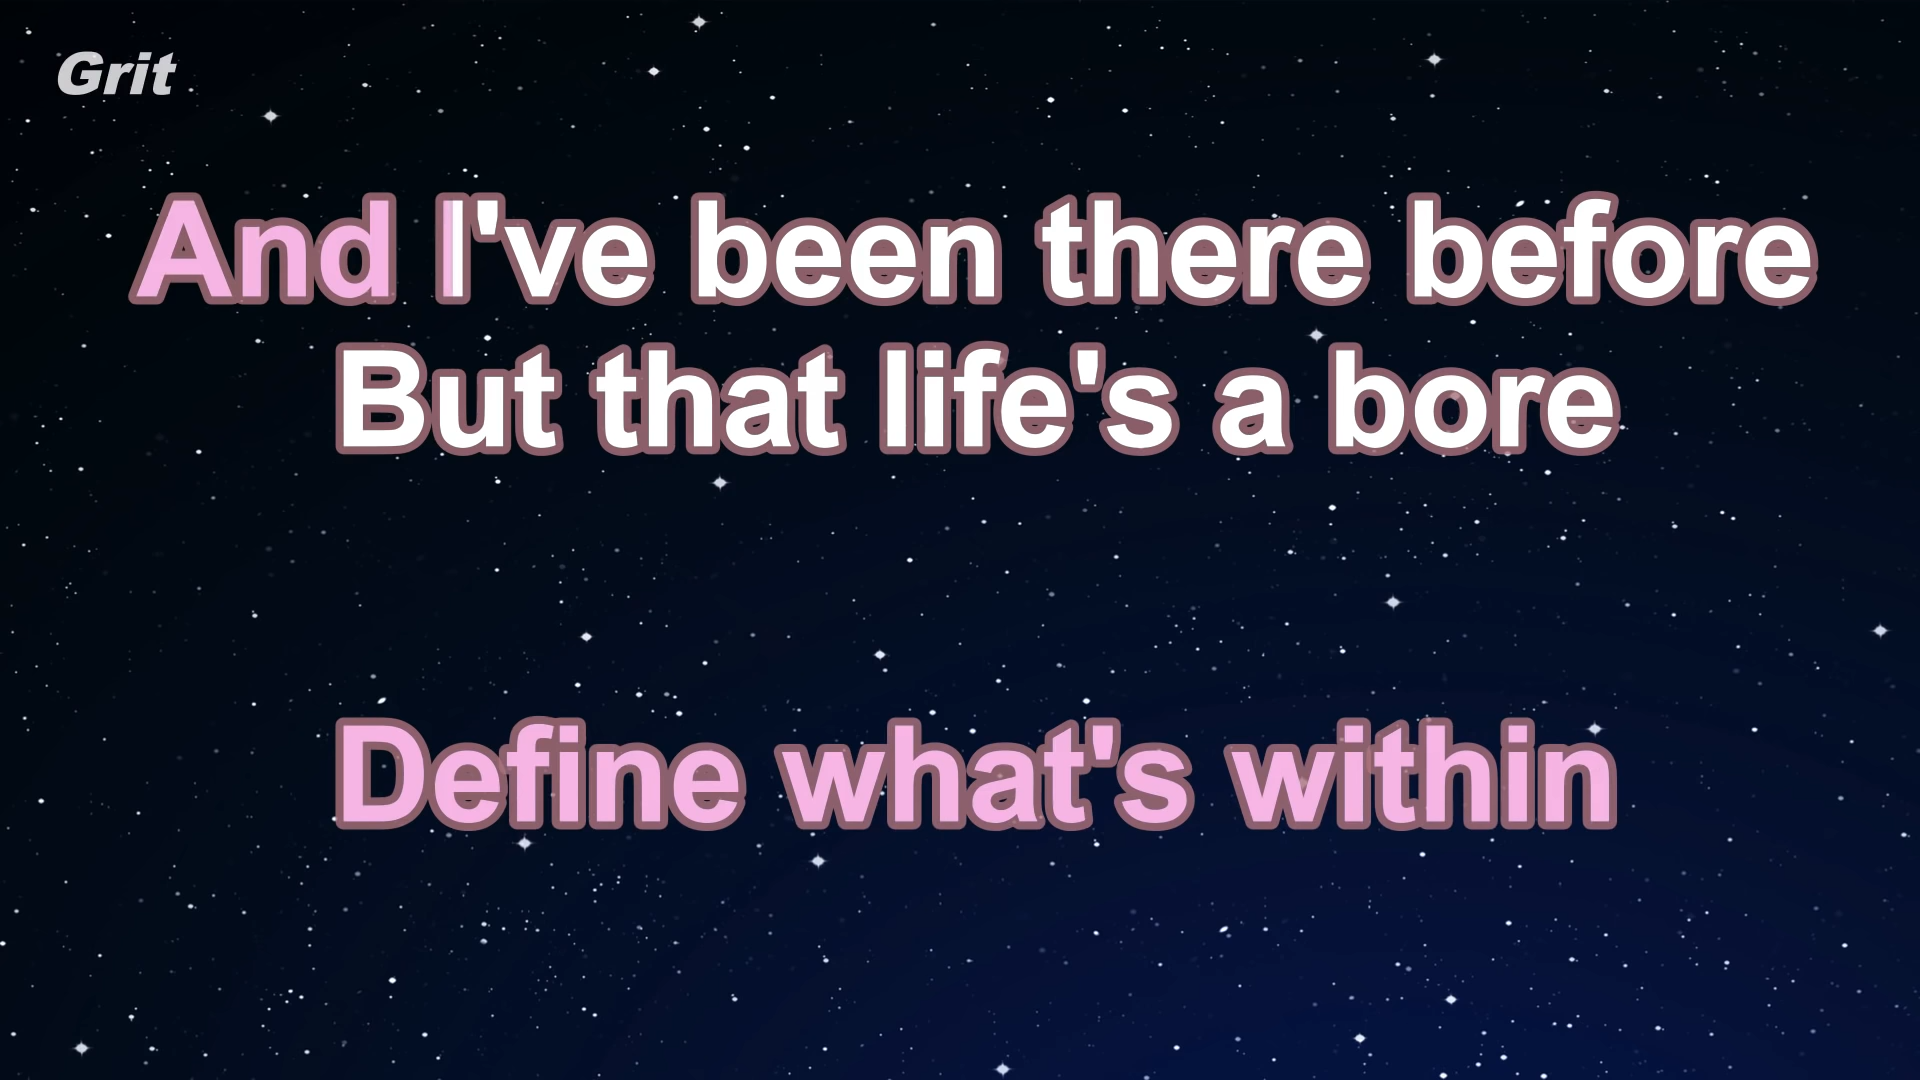 Grit
And I've been there before
But that life's a bore
Define what's within